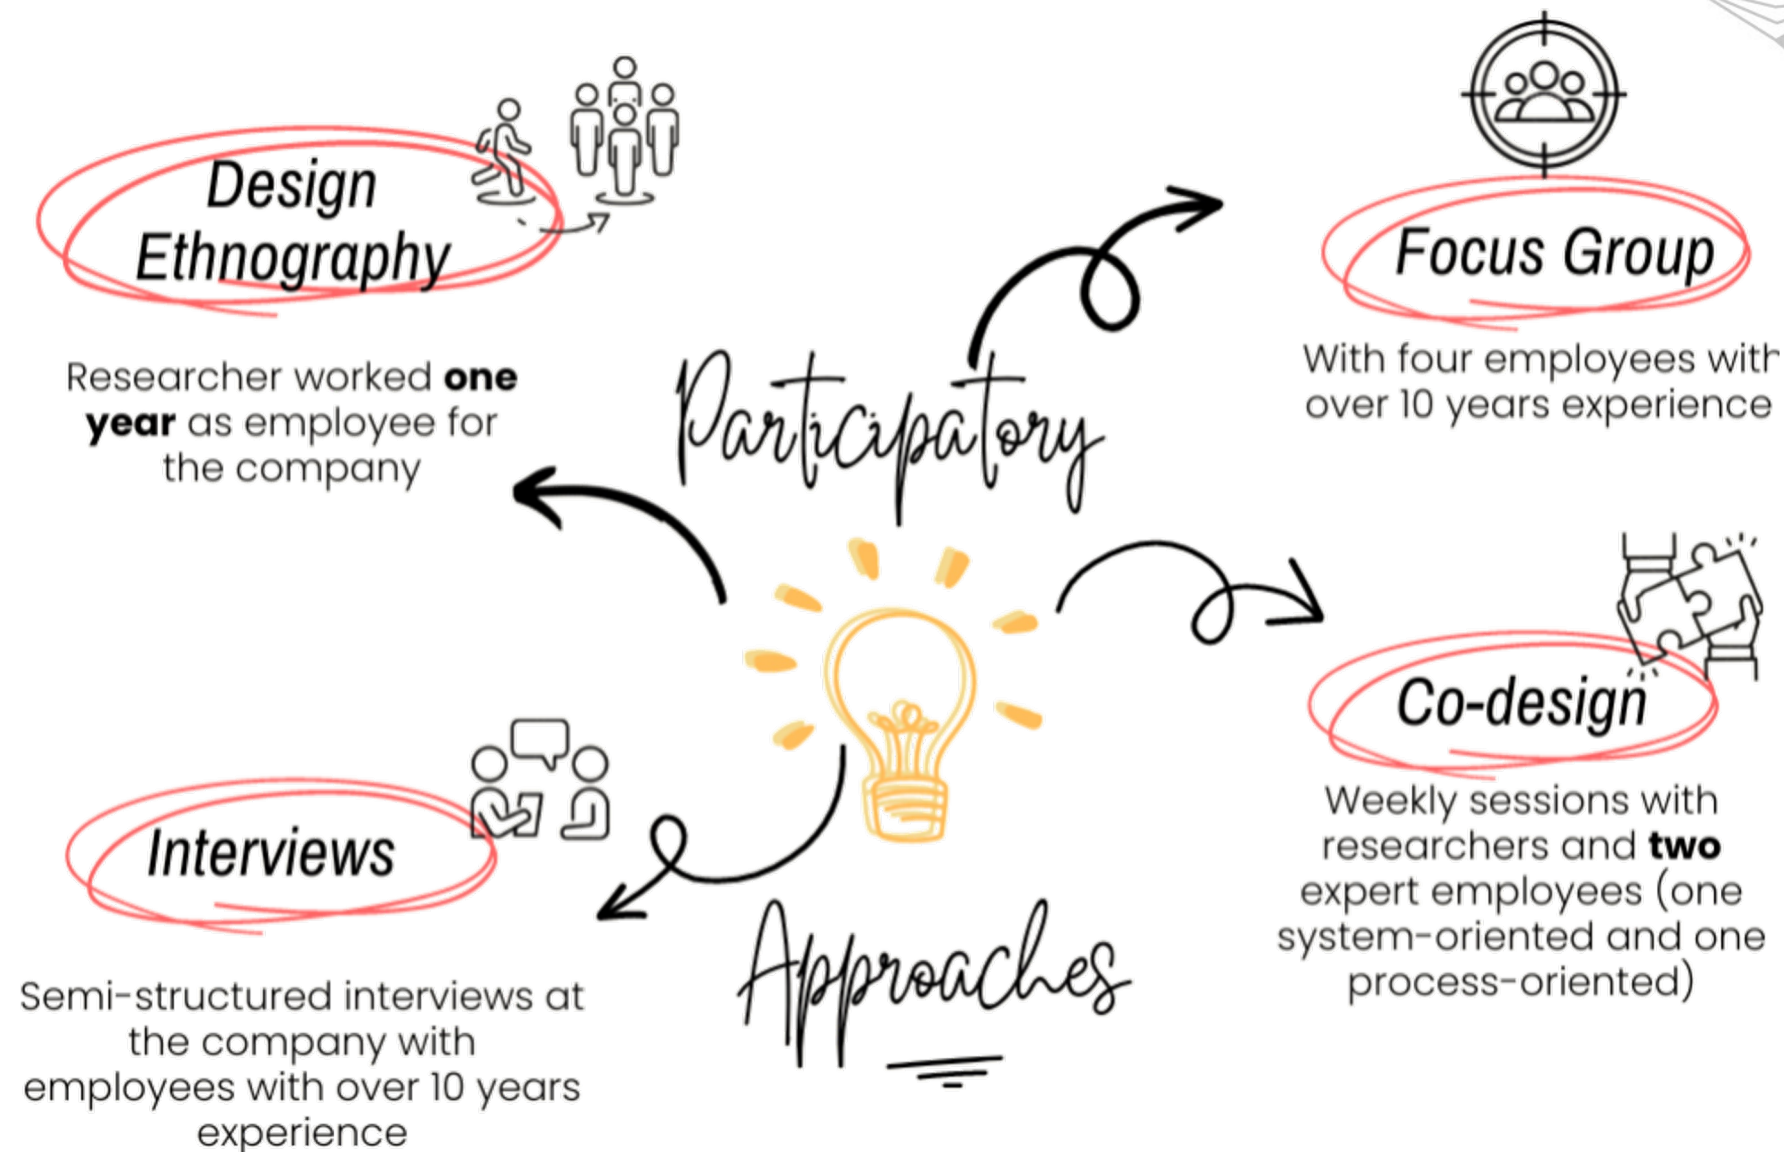 Design
Ethnography
Researcher worked one
year as employee for
the company
Participatory
Focus Group
With four employees with
over 10 years experience
Co-design
Weekly sessions with
researchers and two
expert employees (one
system-oriented and one
process-oriented)
Interviews
Semi-structured interviews at
the company with
employees with over 10 years
experience
Approaches